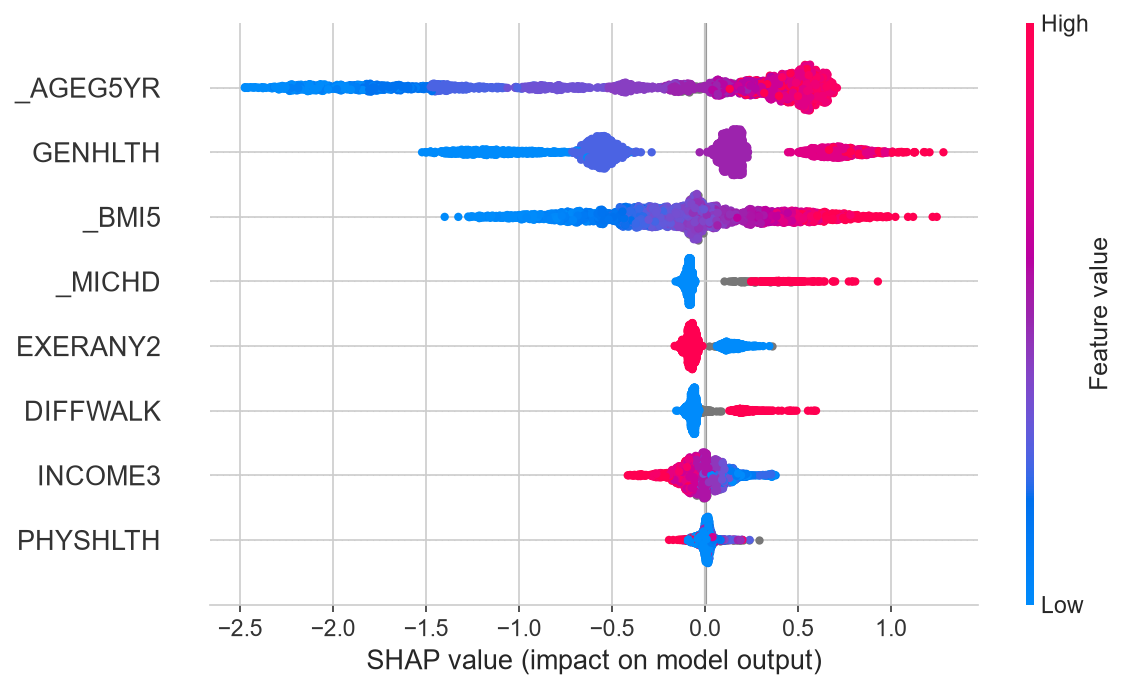 High
_AGEG5YR
GENHLTH
_BMI5
_MICHD
EXERANY2
DIFFWALK
INCOME3
PHYSHLTH
Feature value
Low
−2.5 −2.0 −1.5 −1.0 −0.5 0.0 0.5 1.0
SHAP value (impact on model output)